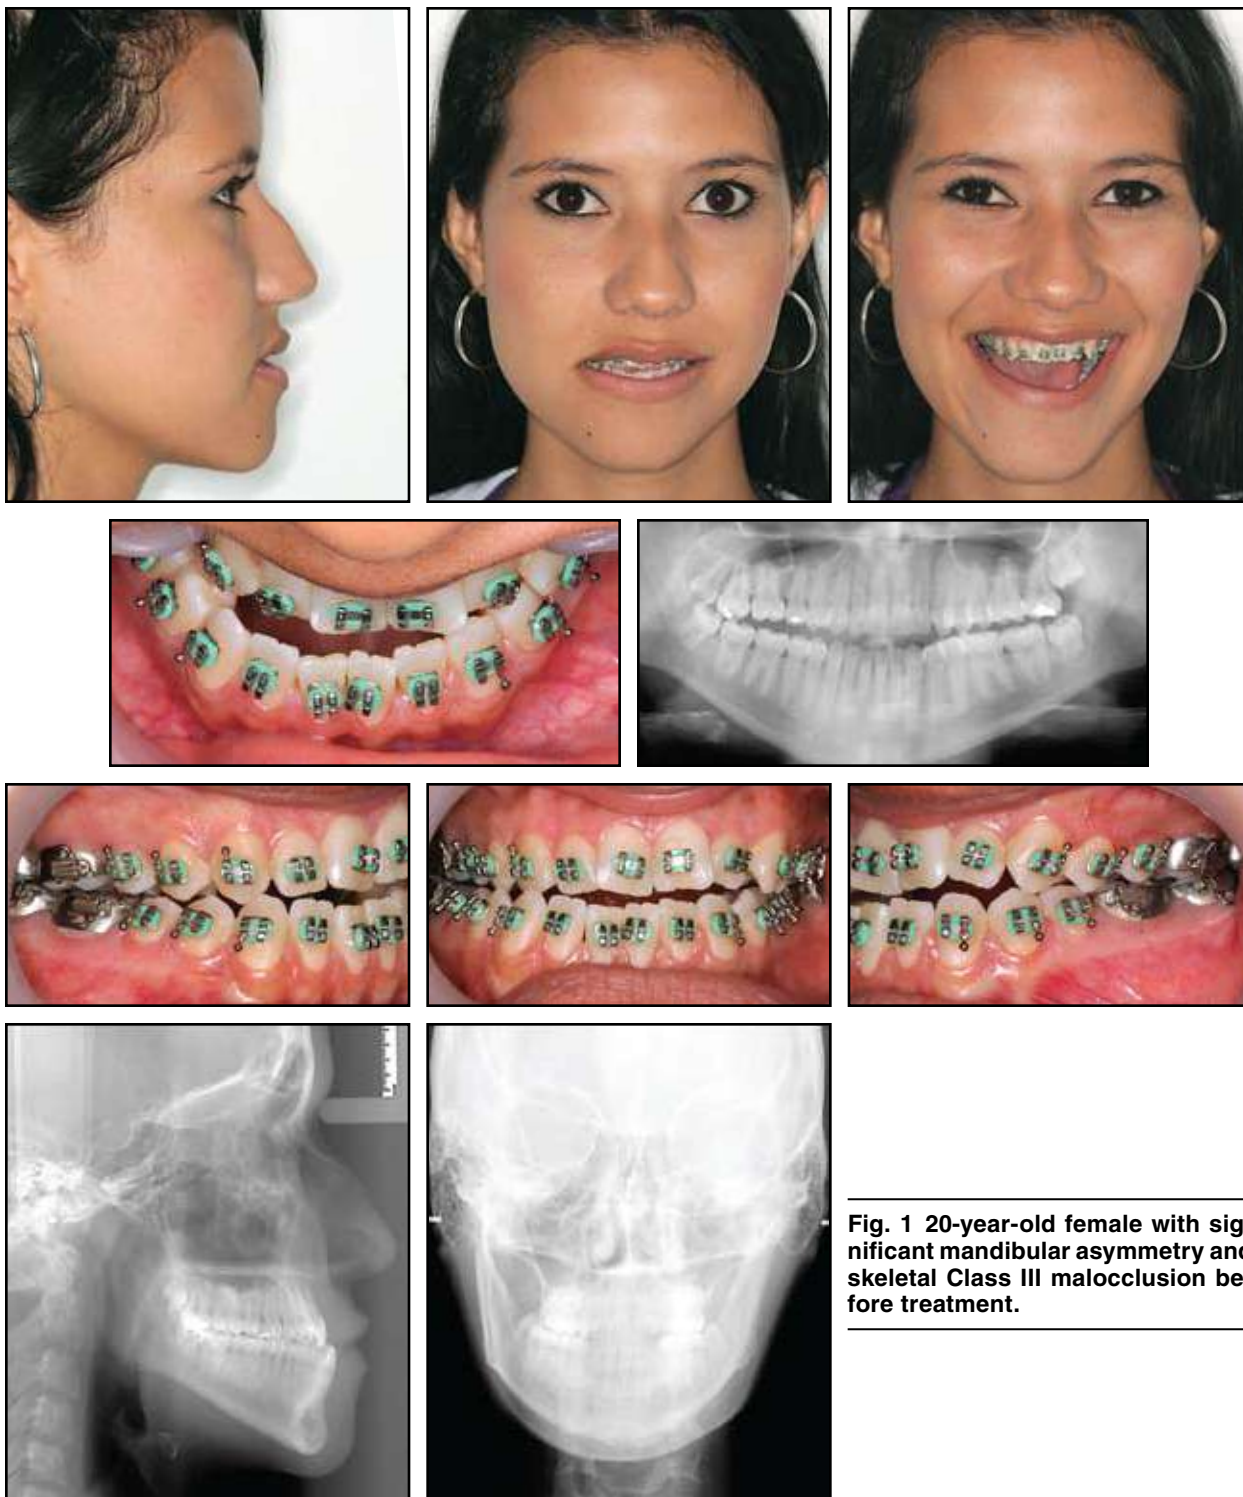 Fig. 1 20-year-old female with sig-
nificant mandibular asymmetry and
skeletal Class III malocclusion be-
fore treatment.